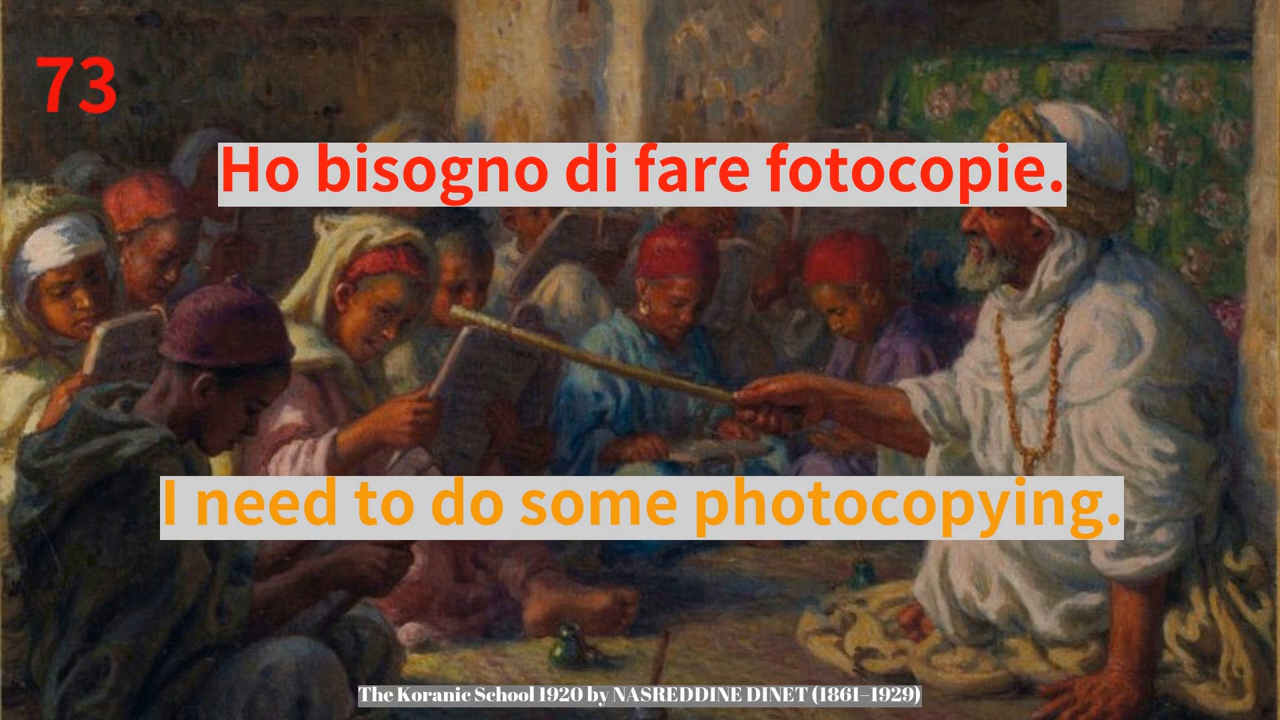 73
Ho bisogno di fare fotocopie.
I need to do some photocopying.
The Koranic School 1920 by NASREDDINE DINET (1861–1929)